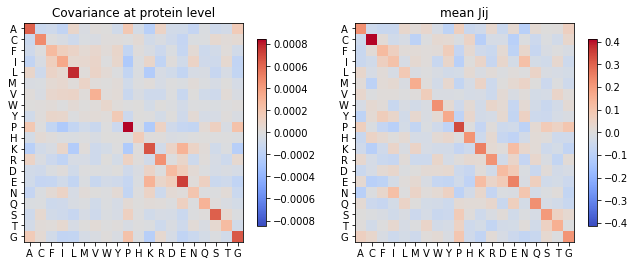 Covariance at protein level
mean Jij
A
C
F
I
L
M
V
W
Y
P
H
K
R
D
E
N
Q
S
T
G
A C F I L M V W Y P H K R D E N Q S T G
0.0008
0.0006
0.0004
0.0002
0.0000
−0.0002
−0.0004
−0.0006
−0.0008
A
C
F
I
L
M
V
W
Y
P
H
K
R
D
E
N
Q
S
T
G
A C F I L M V W Y P H K R D E N Q S T G
0.4
0.3
0.2
0.1
0.0
−0.1
−0.2
−0.3
−0.4